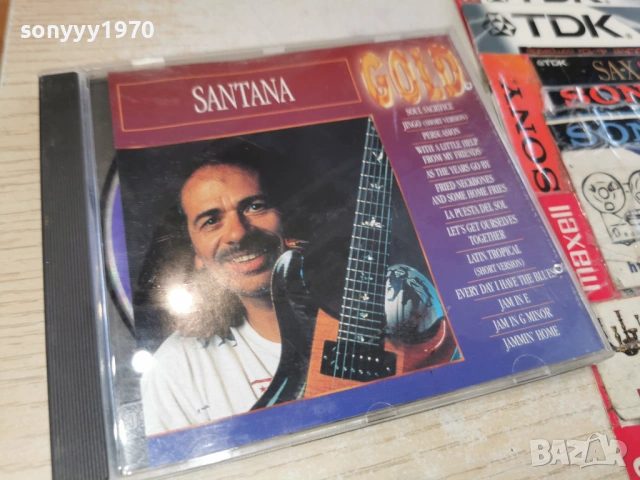 sonyyy1970
SANTANA
GOLD
SOUL SACRIFICE
JINGO (SHORT VERSION)
PERSUASION
WITH A LITTLE HELP
FROM MY FRIENDS
AS THE YEARS GO BY
FRIED NECKBONES
AND SOME HOME FRIES
LA PUESTA DEL SOL
LET'S GET OURSELVES
TOGETHER
LATIN TROPICAL
(SHORT VERSION)
EVERY DAY I HAVE THE BLUES
JAM IN E
JAM IN G MINOR
JAMMIN' HOME
TDK
TDK
SA-X
SONY
SONY
maxell
BAZAR